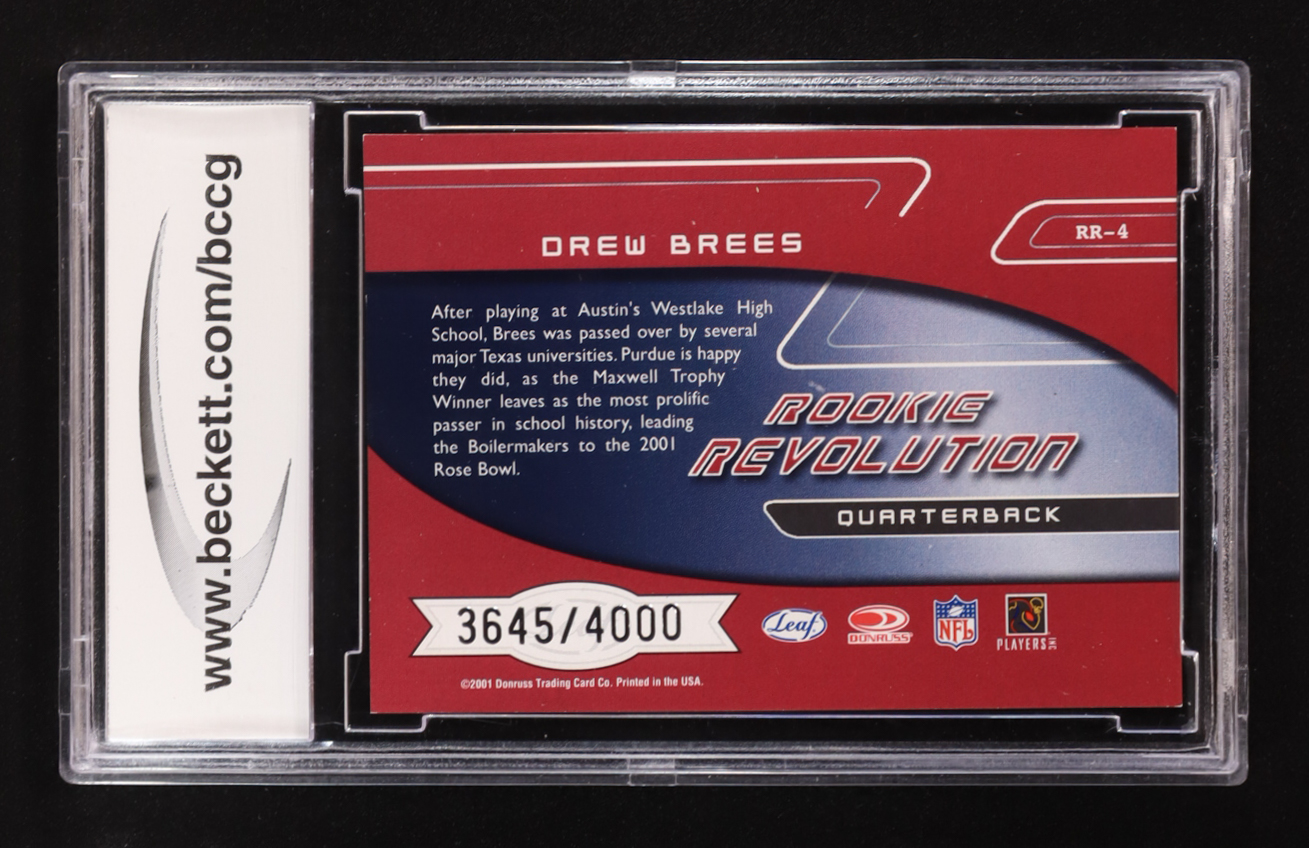 www.beckett.com/bccg
RR-4
DREW BREES
After playing at Austin's Westlake High
School, Brees was passed over by several
major Texas universities. Purdue is happy
they did, as the Maxwell Trophy
Winner leaves as the most prolific
passer in school history, leading
the Boilermakers to the 2001
Rose Bowl.
ROOKIE
REVOLUTION
QUARTERBACK
3645/4000
Leaf
DONRUSS
NFL
PLAYERS INC
©2001 Donruss Trading Card Co. Printed in the USA.